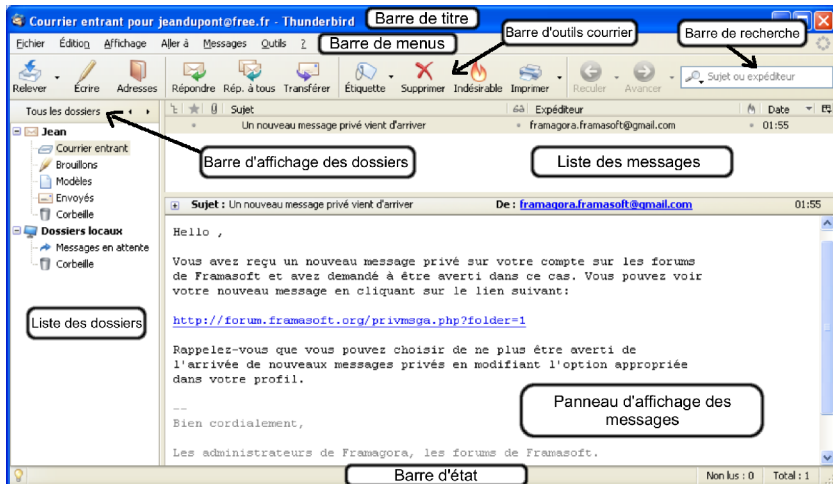 Courrier entrant pour jeandupont@free.fr - Thunderbird
Barre de titre
Fichier Édition Affichage Aller à Messages Outils ?
Barre de menus
Barre d'outils courrier
Barre de recherche
Relever Écrire Adresses Répondre Rép. à tous Transférer Étiquette Supprimer Indésirable Imprimer Reculer Avancer
Sujet ou expéditeur
Tous les dossiers
Sujet Expéditeur Date
Un nouveau message privé vient d'arriver framagora.framasoft@gmail.com 01:55
Jean
Courrier entrant
Brouillons
Modèles
Envoyés
Corbeille
Dossiers locaux
Messages en attente
Corbeille
Barre d'affichage des dossiers
Liste des messages
Liste des dossiers
Sujet : Un nouveau message privé vient d'arriver De : framagora.framasoft@gmail.com 01:55
Hello ,
Vous avez reçu un nouveau message privé sur votre compte sur les forums
de Framasoft et avez demandé à être averti dans ce cas. Vous pouvez voir
votre nouveau message en cliquant sur le lien suivant:
http://forum.framasoft.org/privmsga.php?folder=1
Rappelez-vous que vous pouvez choisir de ne plus être averti de
l'arrivée de nouveaux messages privés en modifiant l'option appropriée
dans votre profil.
--
Bien cordialement,
Les administrateurs de Framagora, les forums de Framasoft.
Panneau d'affichage des
messages
Barre d'état
Non lus : 0 Total : 1